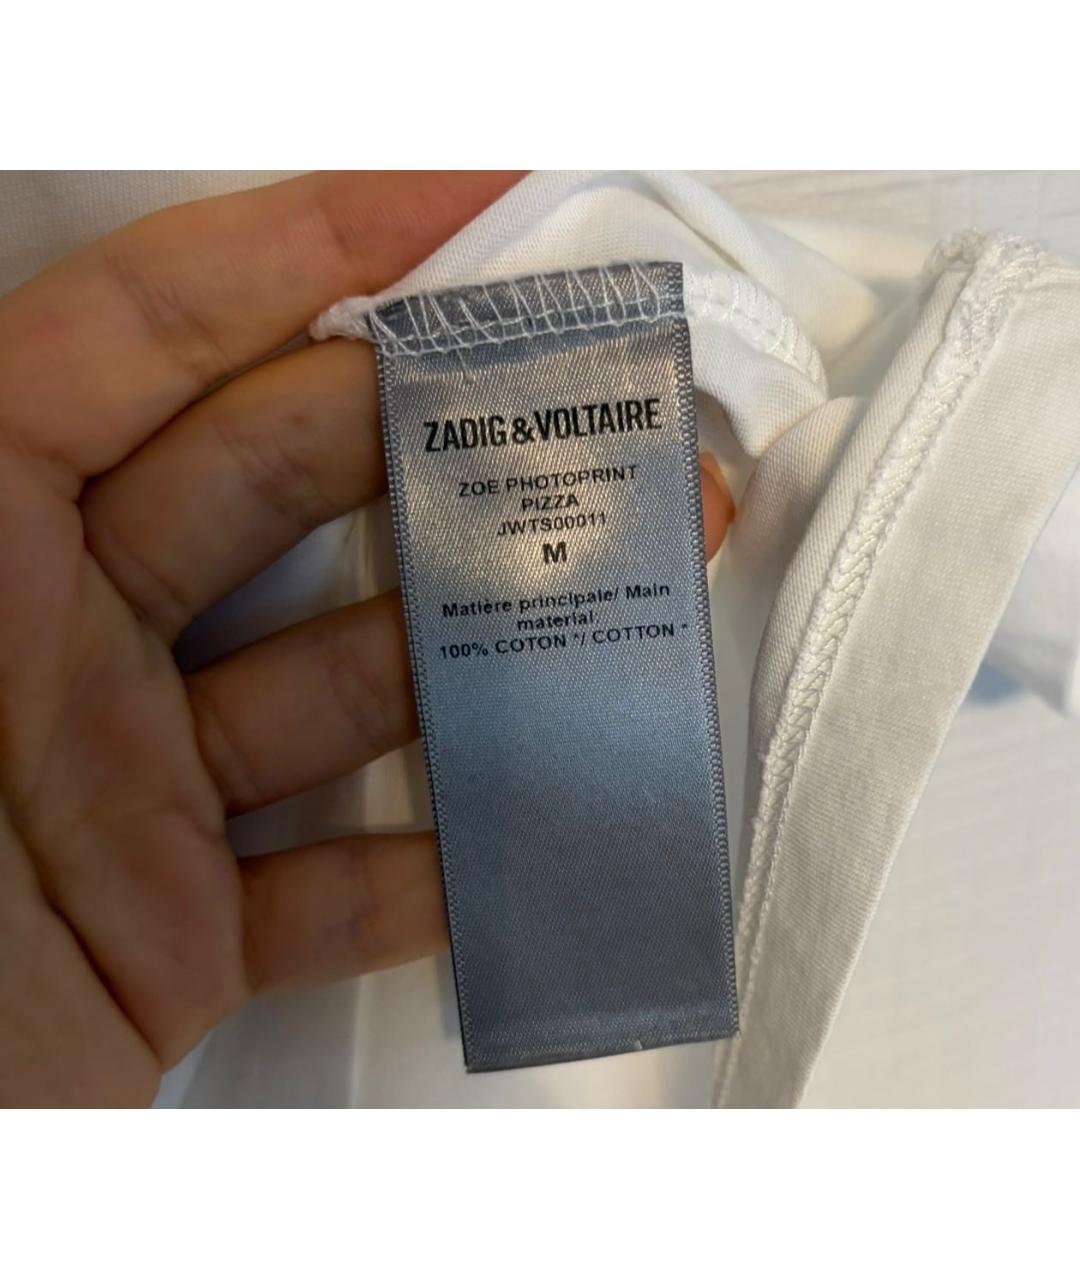 ZADIG&VOLTAIRE
ZOE PHOTOPRINT
PIZZA
JWTS00011
M
Matière principale/ Main
material:
100% COTON */ COTTON *